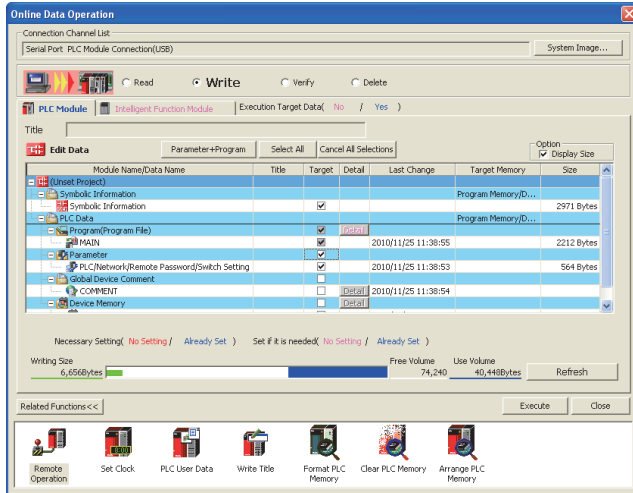 Online Data Operation
Connection Channel List
Serial Port PLC Module Connection(USB)
System Image...
Read
Write
Verify
Delete
PLC Module
Intelligent Function Module
Execution Target Data( No / Yes )
Title
Edit Data
Parameter+Program
Select All
Cancel All Selections
Option
Display Size
Module Name/Data Name Title Target Detail Last Change Target Memory Size
(Unset Project)
Symbolic Information Program Memory/D...
Symbolic Information 2971 Bytes
PLC Data Program Memory/D...
Program(Program File) Detail
MAIN 2010/11/25 11:38:55 2212 Bytes
Parameter
PLC/Network/Remote Password/Switch Setting 2010/11/25 11:38:53 564 Bytes
Global Device Comment
COMMENT Detail 2010/11/25 11:38:54
Device Memory Detail
Necessary Setting( No Setting / Already Set ) Set if it is needed( No Setting / Already Set )
Writing Size Free Volume Use Volume
6,656Bytes 74,240 40,448Bytes Refresh
Related Functions<< Execute Close
Remote Operation
Set Clock
PLC User Data
Write Title
Format PLC Memory
Clear PLC Memory
Arrange PLC Memory